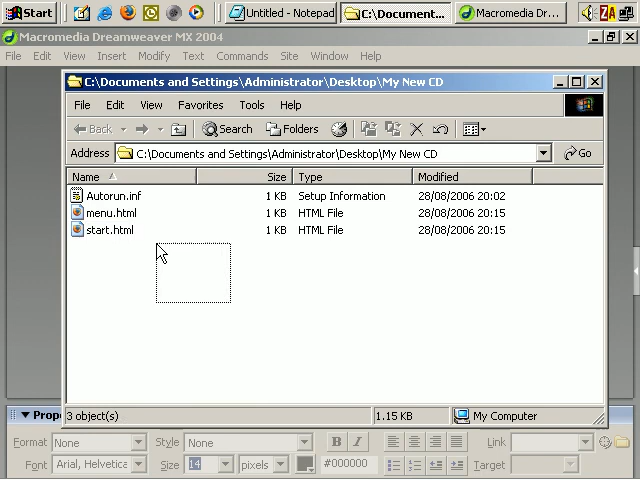 Start
Untitled - Notepad
C:\Document...
Macromedia Dr...
Macromedia Dreamweaver MX 2004
File Edit View Insert Modify Text Commands Site Window Help
C:\Documents and Settings\Administrator\Desktop\My New CD
File Edit View Favorites Tools Help
Back Search Folders
Address C:\Documents and Settings\Administrator\Desktop\My New CD Go
Name Size Type Modified
Autorun.inf 1 KB Setup Information 28/08/2006 20:02
menu.html 1 KB HTML File 28/08/2006 20:15
start.html 1 KB HTML File 28/08/2006 20:15
3 object(s) 1.15 KB My Computer
Prop
Format None Style None B I Link
Font Arial, Helvetica Size 14 pixels #000000 Target